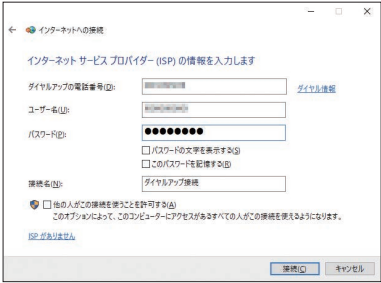 インターネットへの接続
インターネット サービス プロバイダー (ISP) の情報を入力します
ダイヤルアップの電話番号(D):
ダイヤル情報
ユーザー名(U):
パスワード(P):
●●●●●●●●
パスワードの文字を表示する(S)
このパスワードを記憶する(R)
接続名(N):
ダイヤルアップ接続
他の人がこの接続を使うことを許可する(A)
このオプションによって、このコンピューターにアクセスがあるすべての人がこの接続を使えるようになります。
ISP がありません
接続(C)
キャンセル